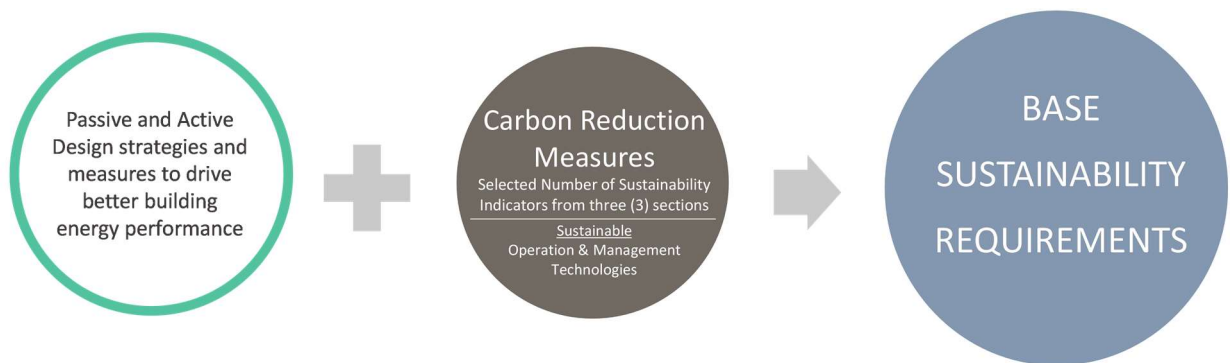 Passive and Active
Design strategies and
measures to drive
better building
energy performance
Carbon Reduction
Measures
Selected Number of Sustainability
Indicators from three (3) sections
Sustainable
Operation & Management
Technologies
BASE
SUSTAINABILITY
REQUIREMENTS